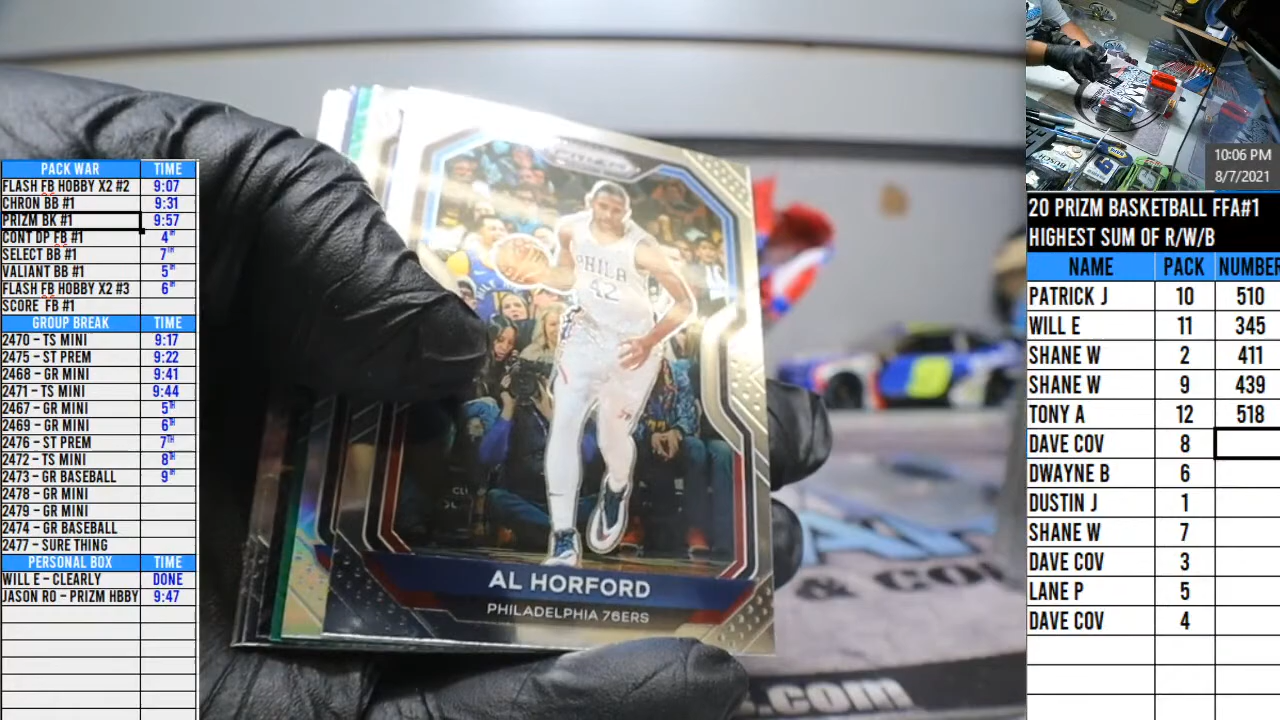 PACK WAR TIME
FLASH FB HOBBY X2 #2 9:07
CHRON BB #1 9:31
PRIZM BK #1 9:57
CONT DP FB #1 4TH
SELECT BB #1 7TH
VALIANT BB #1 5TH
FLASH FB HOBBY X2 #3 6TH
SCORE FB #1
GROUP BREAK TIME
2470 – TS MINI 9:17
2475 – ST PREM 9:22
2468 – GR MINI 9:41
2471 – TS MINI 9:44
2467 – GR MINI 5TH
2469 – GR MINI 6TH
2476 – ST PREM 7TH
2472 – TS MINI 8TH
2473 – GR BASEBALL 9TH
2478 – GR MINI
2479 – GR MINI
2474 – GR BASEBALL
2477 – SURE THING
PERSONAL BOX TIME
WILL E – CLEARLY DONE
JASON RO – PRIZM HBBY 9:47
PHILA
42
AL HORFORD
PHILADELPHIA 76ERS
& CO
.com
10:06 PM
8/7/2021
20 PRIZM BASKETBALL FFA#1
HIGHEST SUM OF R/W/B
NAME PACK NUMBER
PATRICK J 10 510
WILL E 11 345
SHANE W 2 411
SHANE W 9 439
TONY A 12 518
DAVE COV 8
DWAYNE B 6
DUSTIN J 1
SHANE W 7
DAVE COV 3
LANE P 5
DAVE COV 4